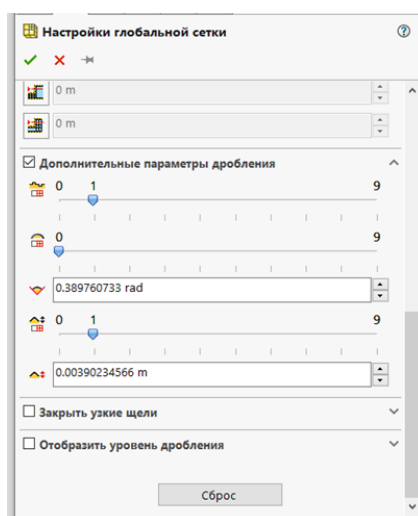 Настройки глобальной сетки
0 m
0 m
Дополнительные параметры дробления
0 1 9
0 9
0.389760733 rad
0 1 9
0.00390234566 m
Закрыть узкие щели
Отобразить уровень дробления
Сброс